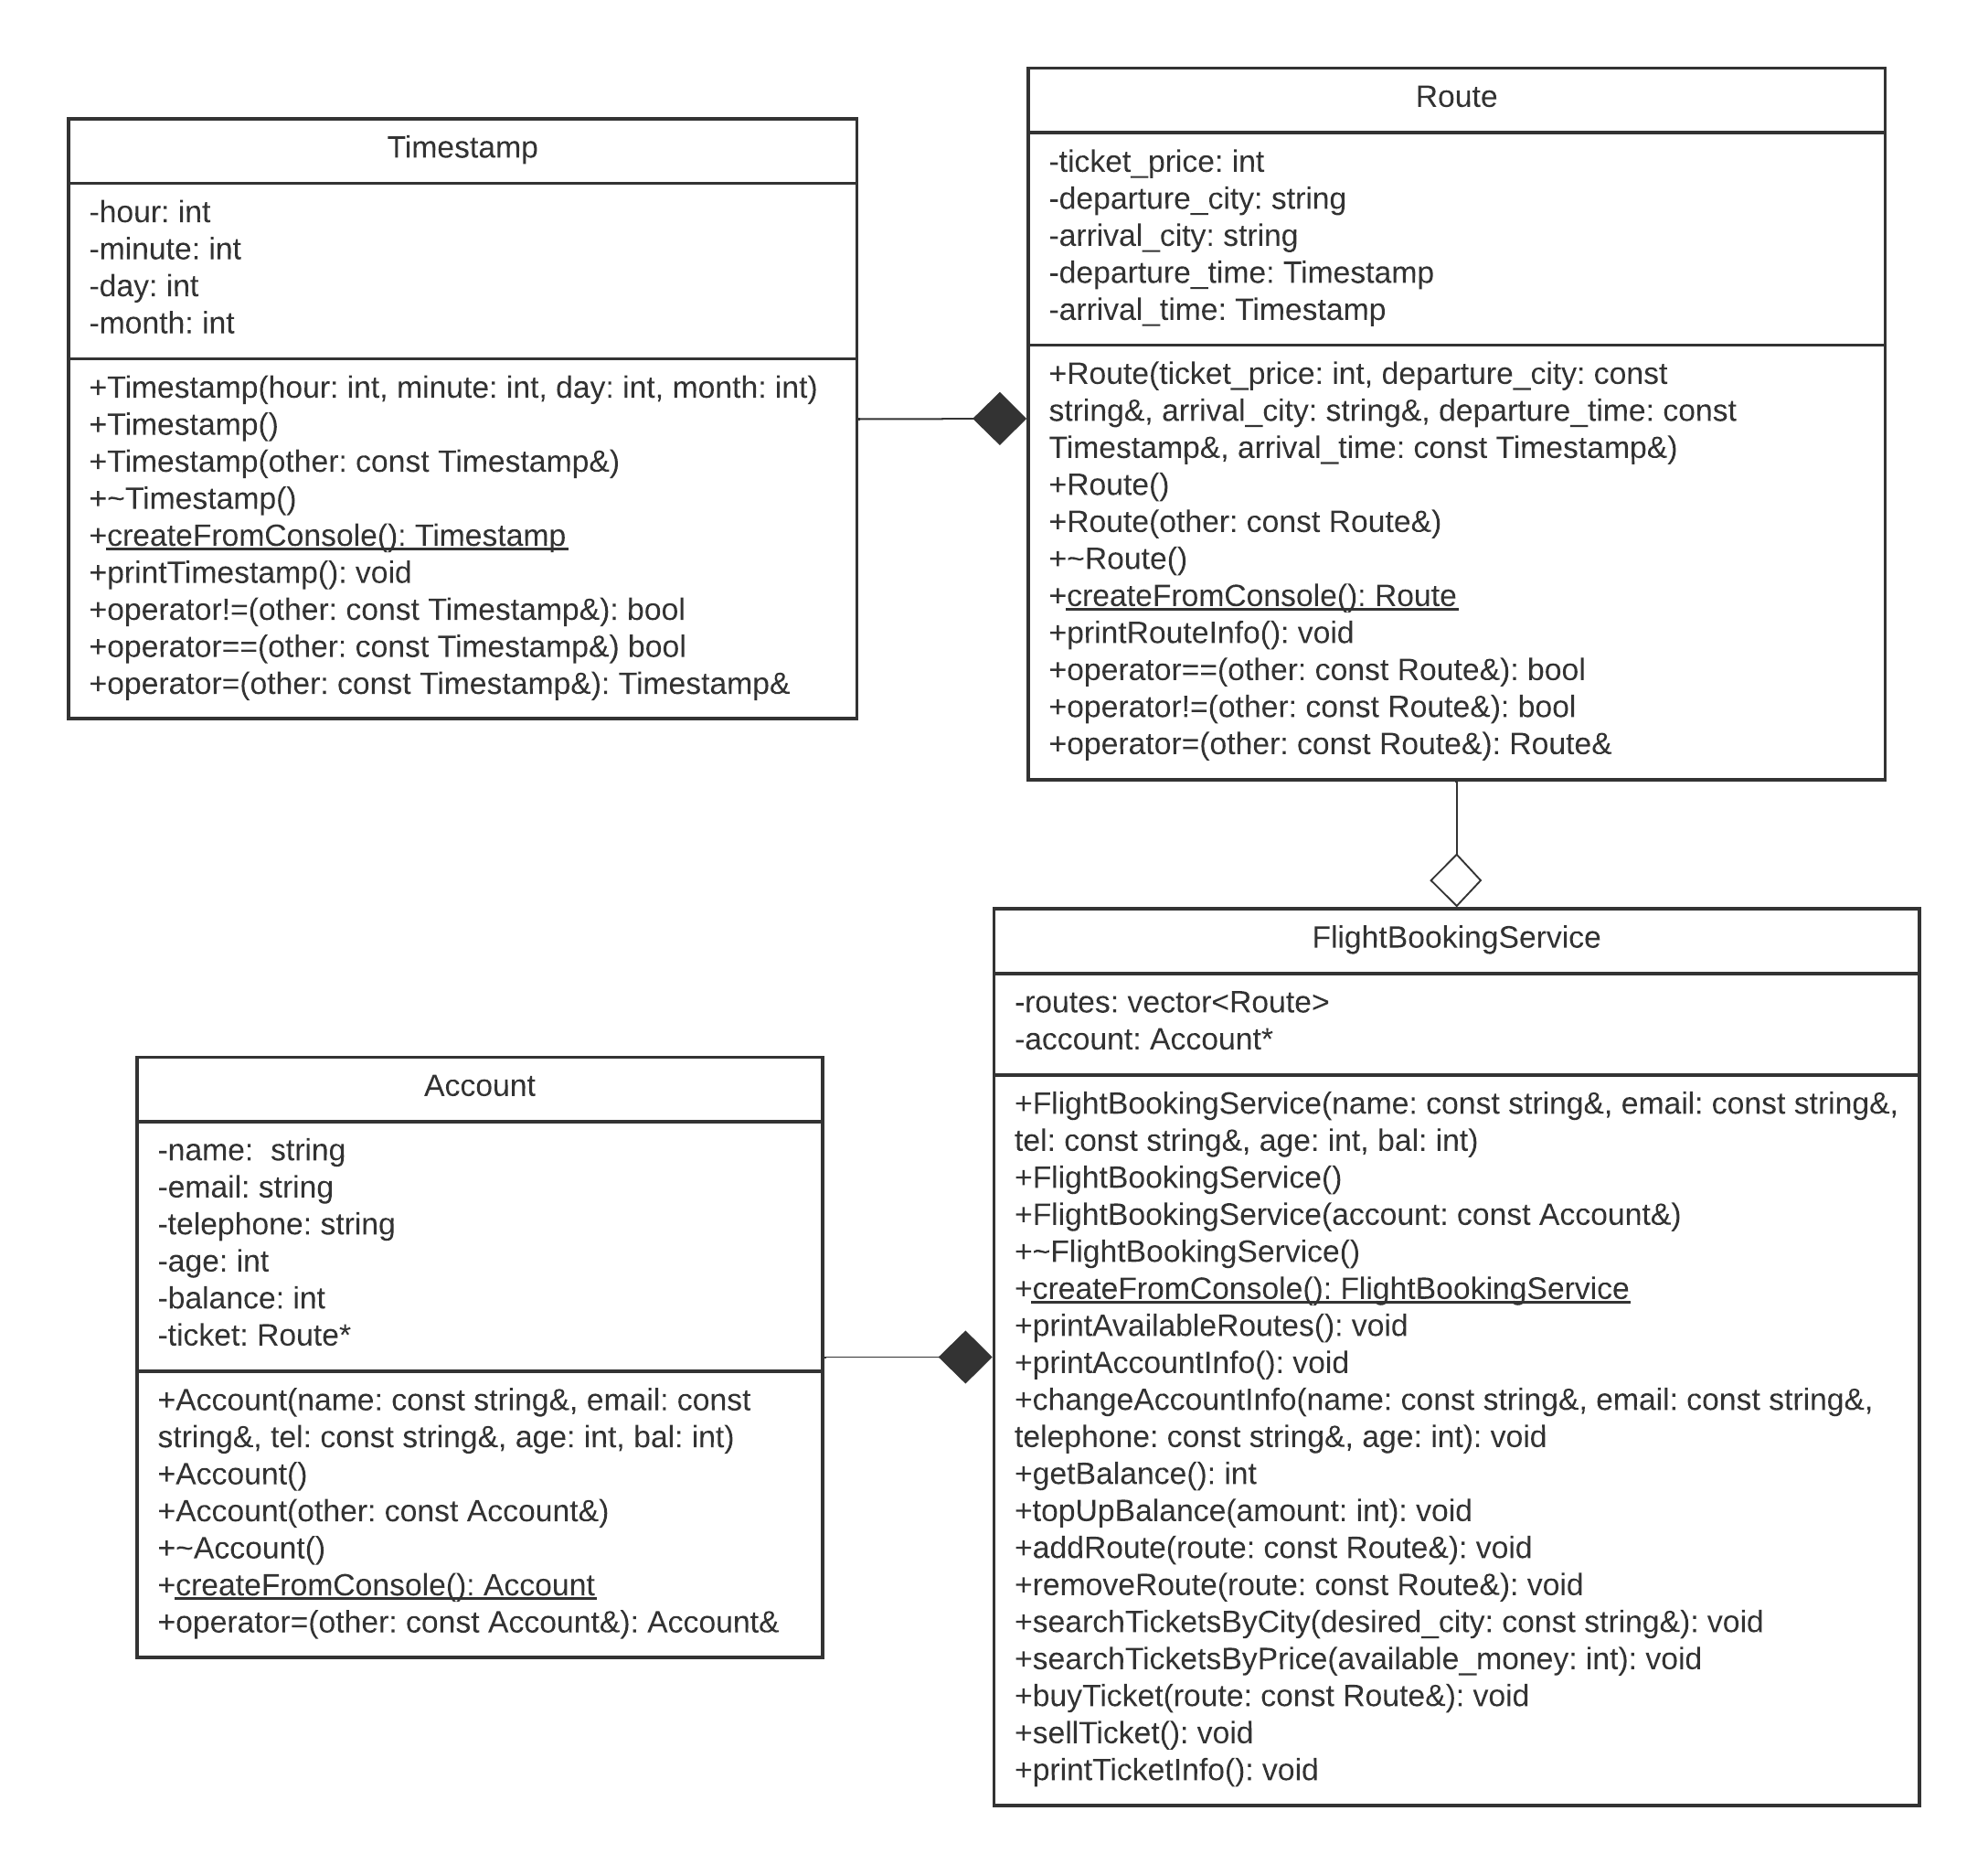 Timestamp
-hour: int
-minute: int
-day: int
-month: int
+Timestamp(hour: int, minute: int, day: int, month: int)
+Timestamp()
+Timestamp(other: const Timestamp&)
+~Timestamp()
+createFromConsole(): Timestamp
+printTimestamp(): void
+operator!=(other: const Timestamp&): bool
+operator==(other: const Timestamp&) bool
+operator=(other: const Timestamp&): Timestamp&
Route
-ticket_price: int
-departure_city: string
-arrival_city: string
-departure_time: Timestamp
-arrival_time: Timestamp
+Route(ticket_price: int, departure_city: const
string&, arrival_city: string&, departure_time: const
Timestamp&, arrival_time: const Timestamp&)
+Route()
+Route(other: const Route&)
+~Route()
+createFromConsole(): Route
+printRouteInfo(): void
+operator==(other: const Route&): bool
+operator!=(other: const Route&): bool
+operator=(other: const Route&): Route&
Account
-name:  string
-email: string
-telephone: string
-age: int
-balance: int
-ticket: Route*
+Account(name: const string&, email: const
string&, tel: const string&, age: int, bal: int)
+Account()
+Account(other: const Account&)
+~Account()
+createFromConsole(): Account
+operator=(other: const Account&): Account&
FlightBookingService
-routes: vector<Route>
-account: Account*
+FlightBookingService(name: const string&, email: const string&,
tel: const string&, age: int, bal: int)
+FlightBookingService()
+FlightBookingService(account: const Account&)
+~FlightBookingService()
+createFromConsole(): FlightBookingService
+printAvailableRoutes(): void
+printAccountInfo(): void
+changeAccountInfo(name: const string&, email: const string&,
telephone: const string&, age: int): void
+getBalance(): int
+topUpBalance(amount: int): void
+addRoute(route: const Route&): void
+removeRoute(route: const Route&): void
+searchTicketsByCity(desired_city: const string&): void
+searchTicketsByPrice(available_money: int): void
+buyTicket(route: const Route&): void
+sellTicket(): void
+printTicketInfo(): void